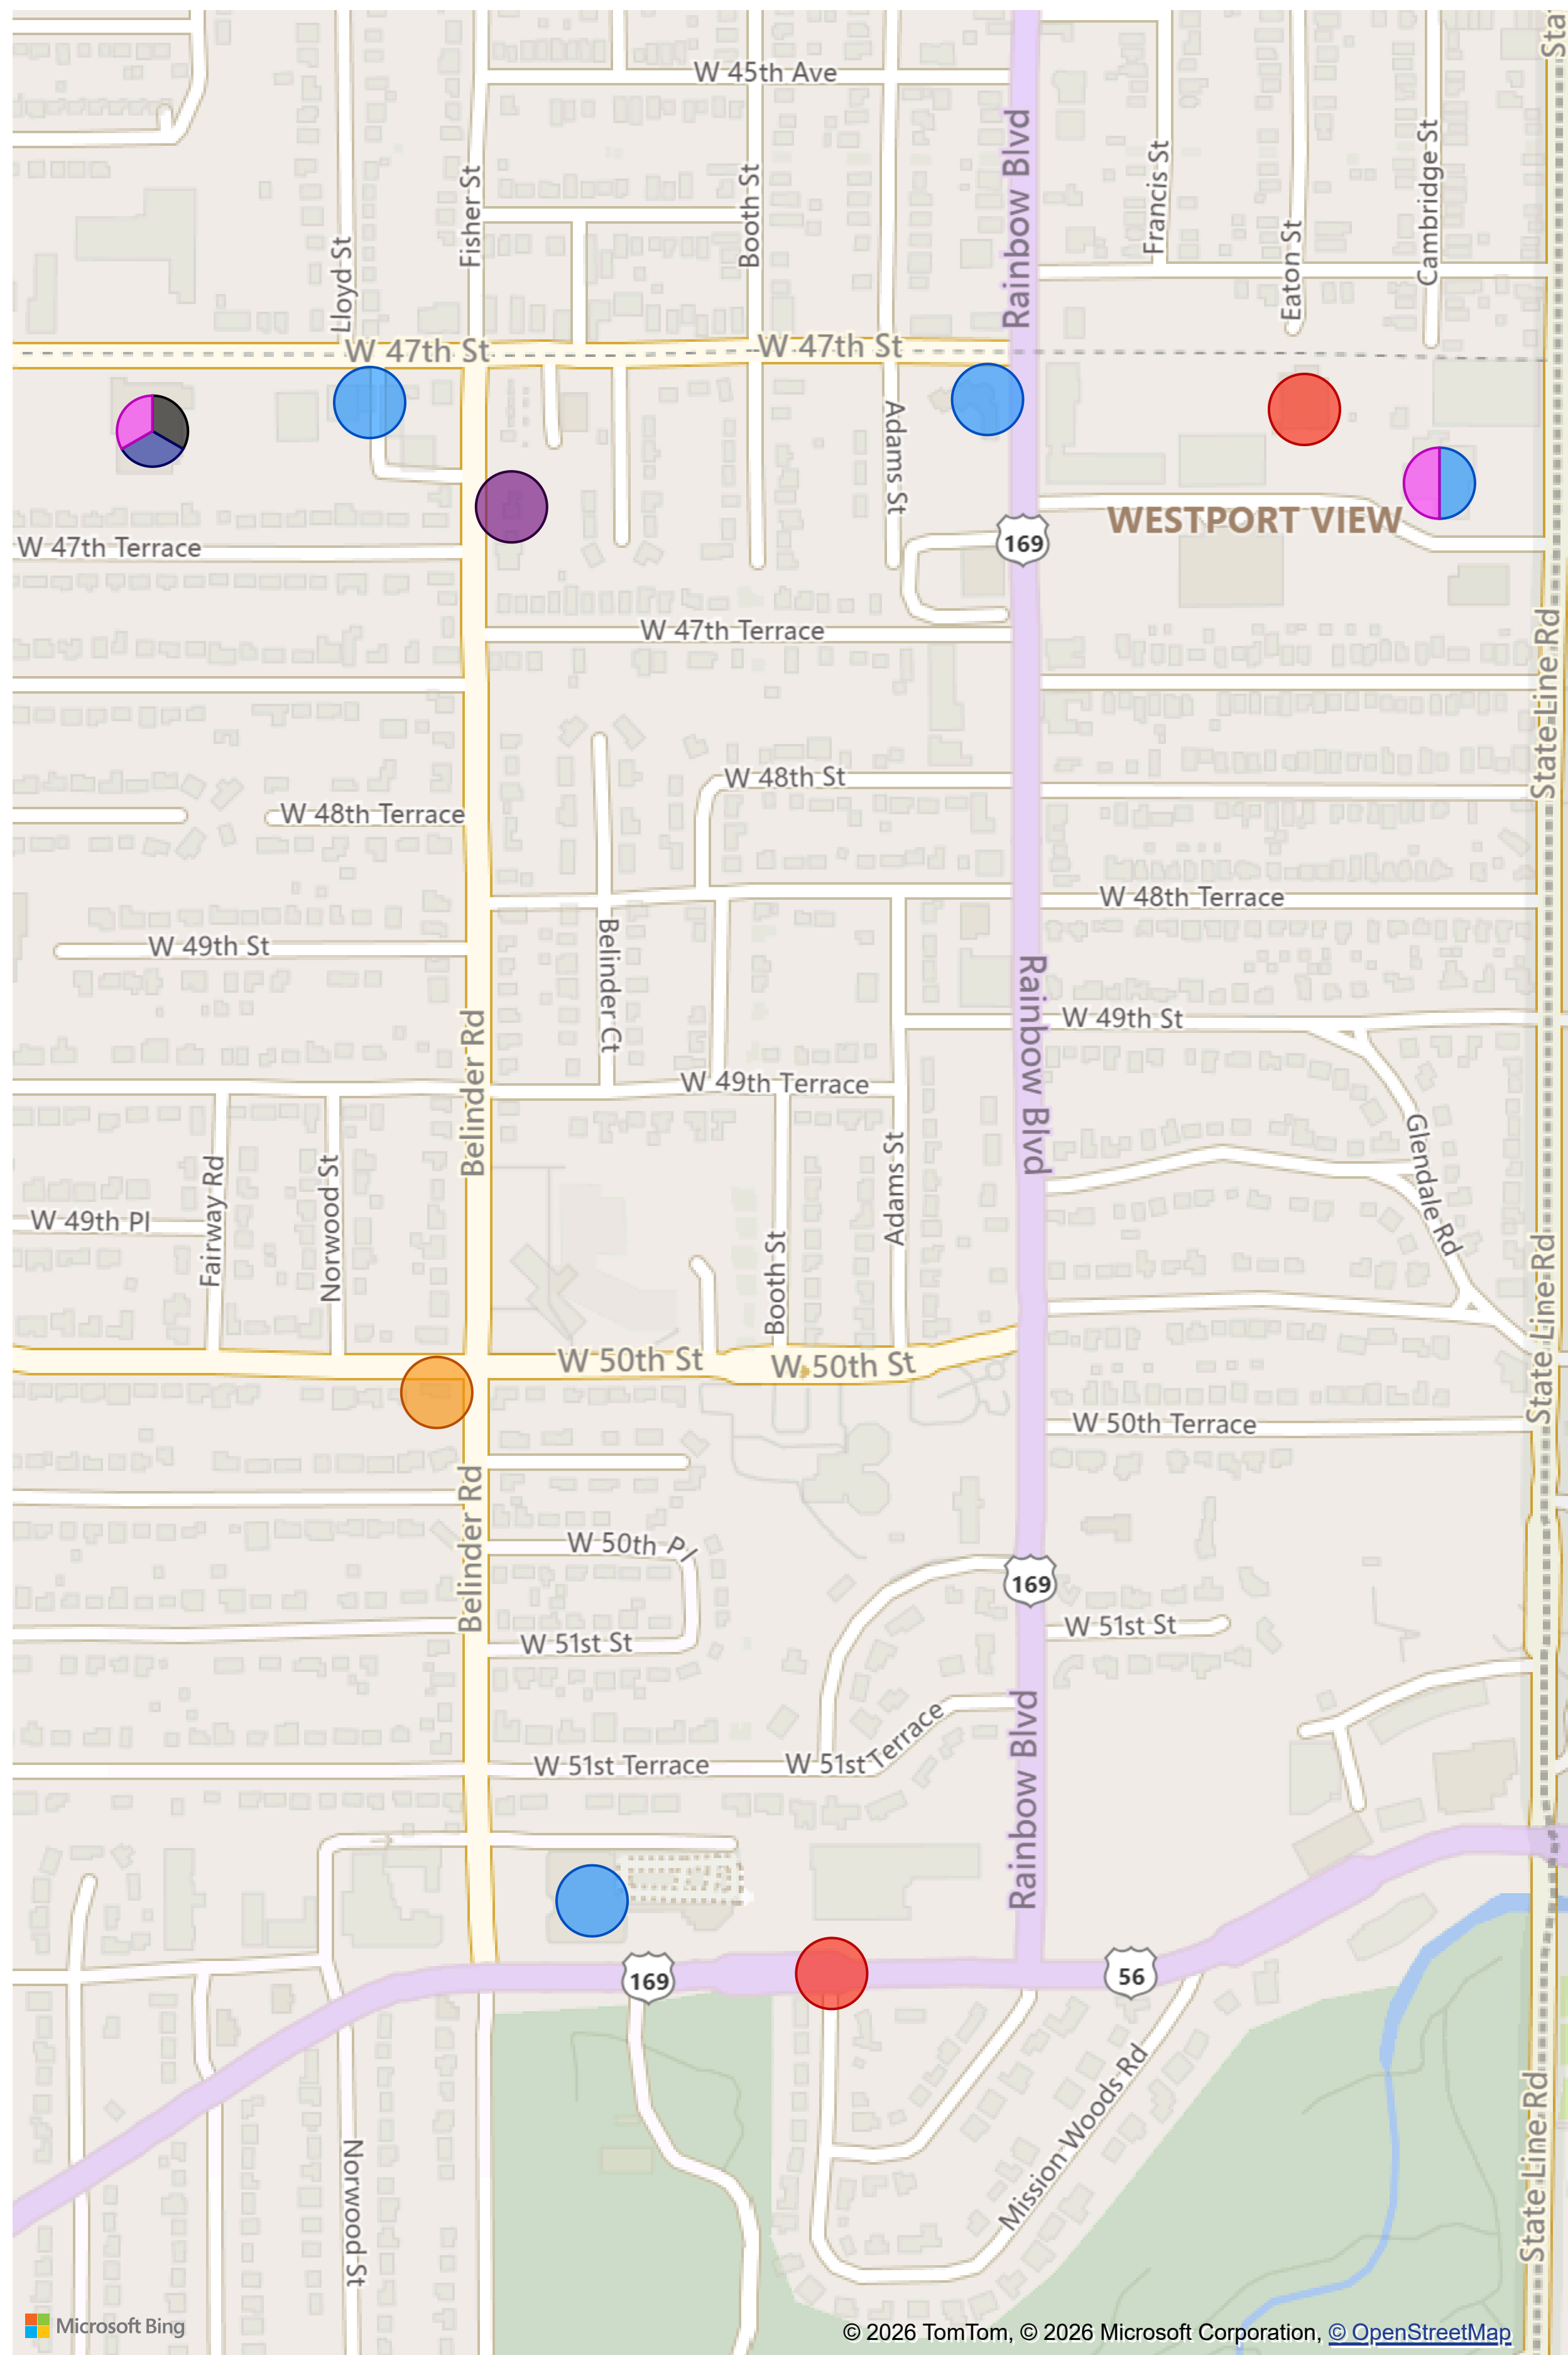 Sta
W 45th Ave
Rainbow Blvd
Francis St
Cambridge St
Fisher St
Booth St
Eaton St
Lloyd St
W 47th St
W 47th St
Adams St
169
WESTPORT VIEW
W 47th Terrace
W 47th Terrace
State Line Rd
W 48th St
W 48th Terrace
W 48th Terrace
Belinder Ct
W 49th St
Rainbow Blvd
W 49th St
Belinder Rd
W 49th Terrace
Glendale Rd
Adams St
Fairway Rd
Norwood St
W 49th Pl
Booth St
State Line Rd
W 50th St
W 50th St
W 50th Terrace
Belinder Rd
W 50th Pl
169
W 51st St
W 51st St
Rainbow Blvd
W 51st Terrace
W 51st Terrace
169
56
Mission Woods Rd
State Line Rd
Norwood St
Microsoft Bing
© 2026 TomTom, © 2026 Microsoft Corporation, © OpenStreetMap